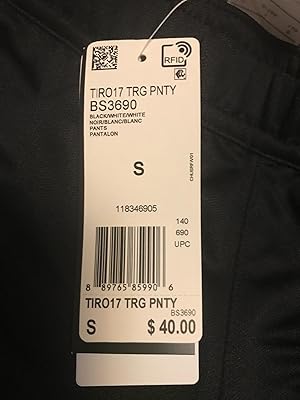 RFID
TIRO17 TRG PNTY
BS3690
BLACK/WHITE/WHITE
NOIR/BLANC/BLANC
PANTS
PANTALON
S
CHLISRFW01
118346905
140
690
UPC
8 89765 85990 6
TIRO17 TRG PNTY
BS3690
S $ 40.00